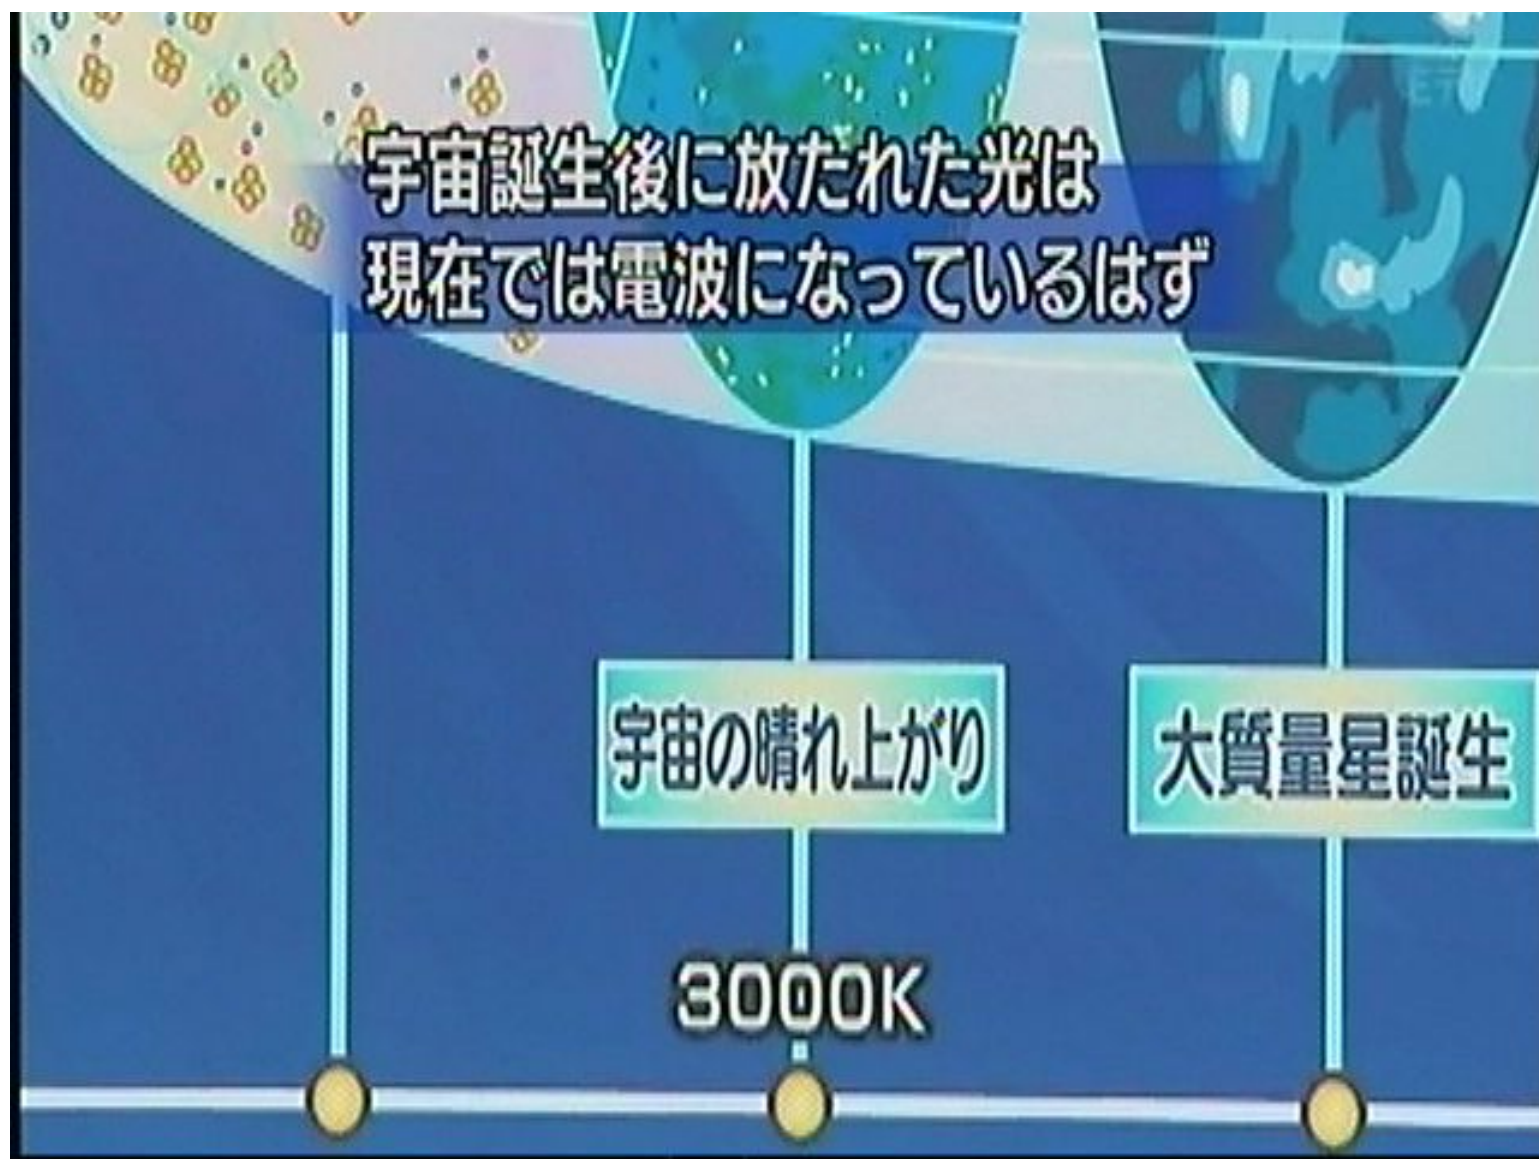 宇宙誕生後に放たれた光は
現在では電波になっているはず
宇宙の晴れ上がり
大質量星誕生
3000K